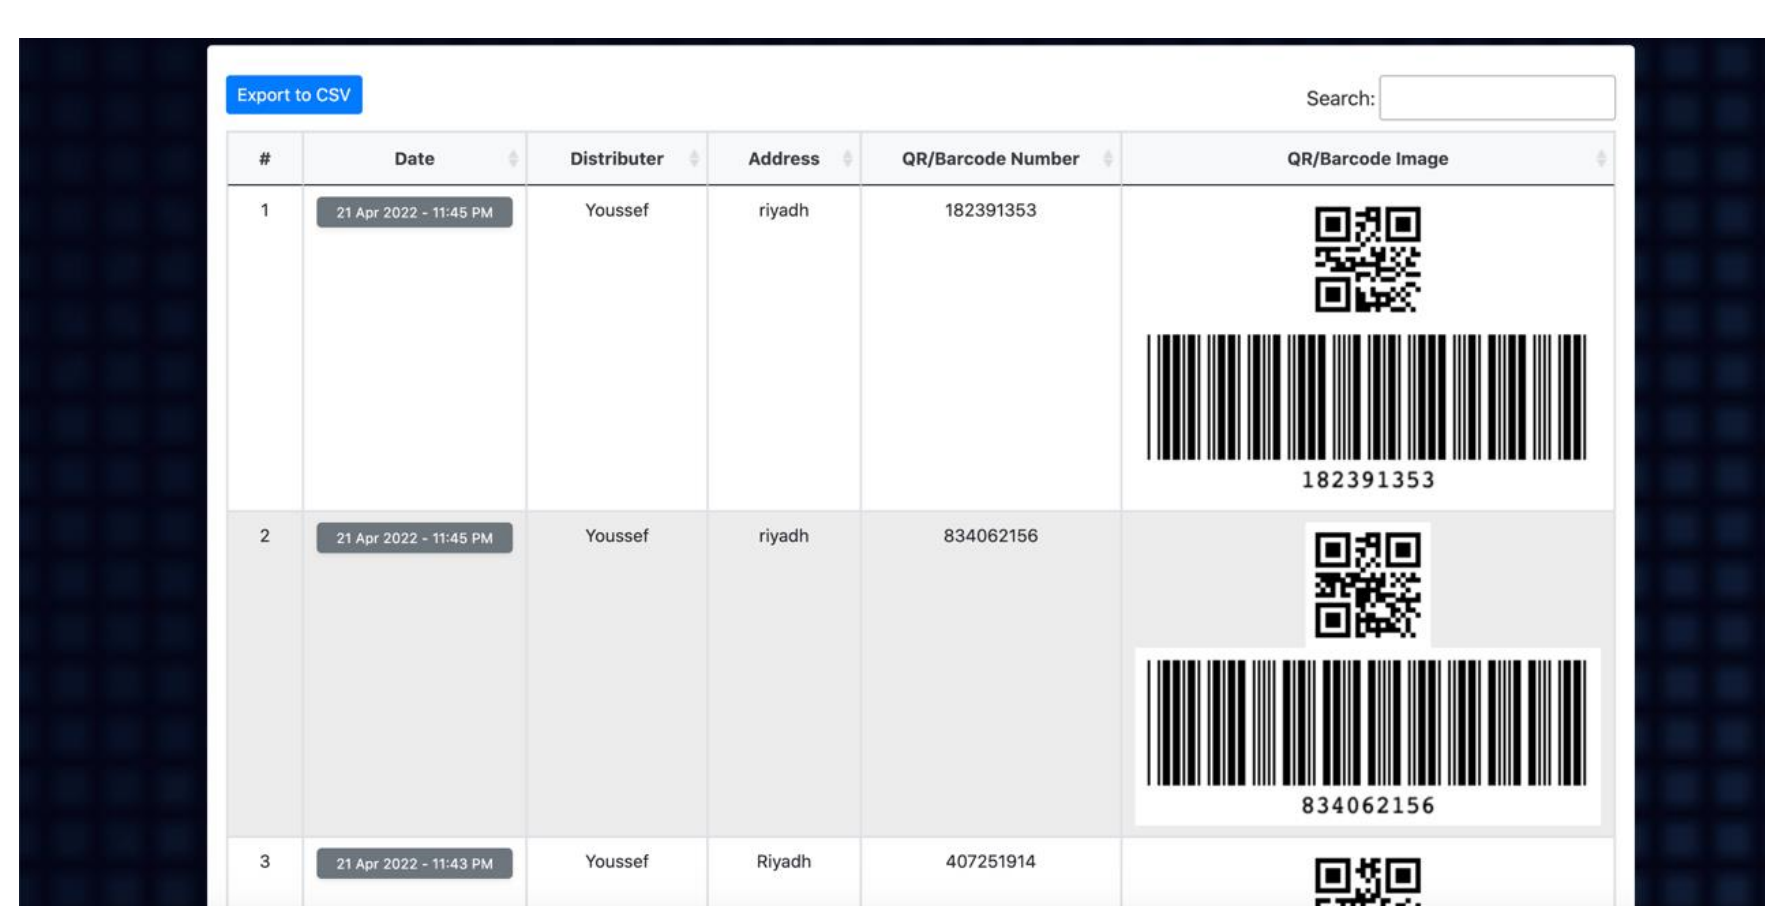 Export to CSV
Search:
# Date Distributer Address QR/Barcode Number QR/Barcode Image
1 21 Apr 2022 - 11:45 PM Youssef riyadh 182391353
182391353
2 21 Apr 2022 - 11:45 PM Youssef riyadh 834062156
834062156
3 21 Apr 2022 - 11:43 PM Youssef Riyadh 407251914